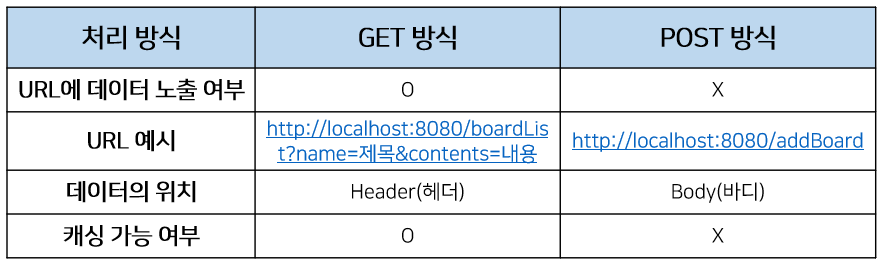 처리 방식 GET 방식 POST 방식
URL에 데이터 노출 여부 O X
URL 예시 http://localhost:8080/boardLis
t?name=제목&contents=내용 http://localhost:8080/addBoard
데이터의 위치 Header(헤더) Body(바디)
캐싱 가능 여부 O X